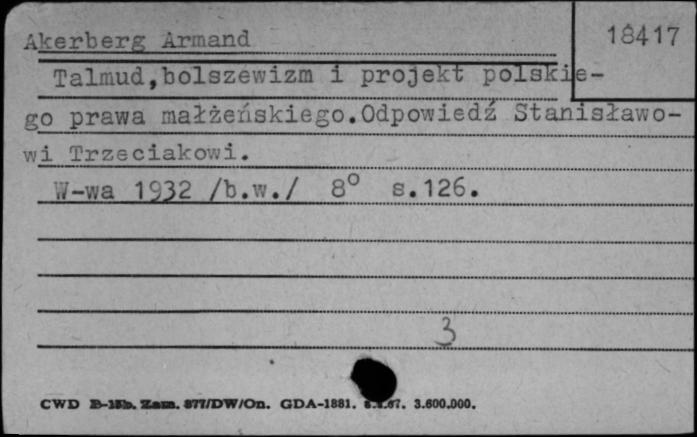 Akerberg Armand
18417
Talmud,bolszewizm i projekt polskie-
go prawa małżeńskiego.Odpowiedź Stanisławo-
wi Trzeciakowi.
W-wa 1932 /b.w./ 8° s.126.
3
CWD Zam. 877/DW/On. GDA-1881. 3.600.000.